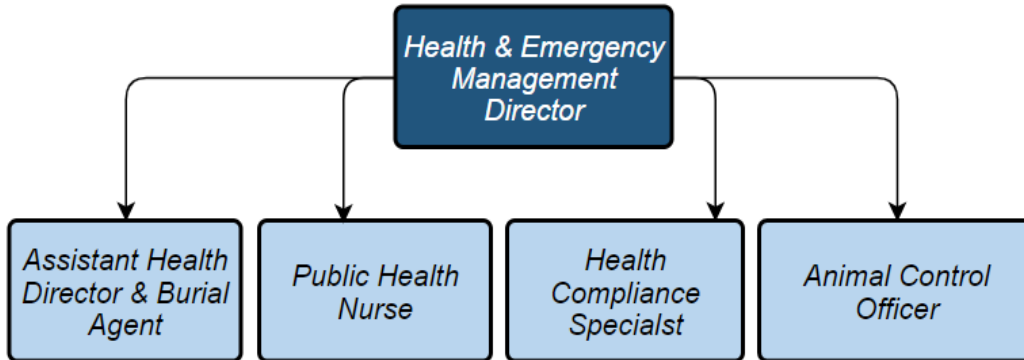 Health & Emergency
Management
Director
Assistant Health
Director & Burial
Agent
Public Health
Nurse
Health
Compliance
Specialst
Animal Control
Officer